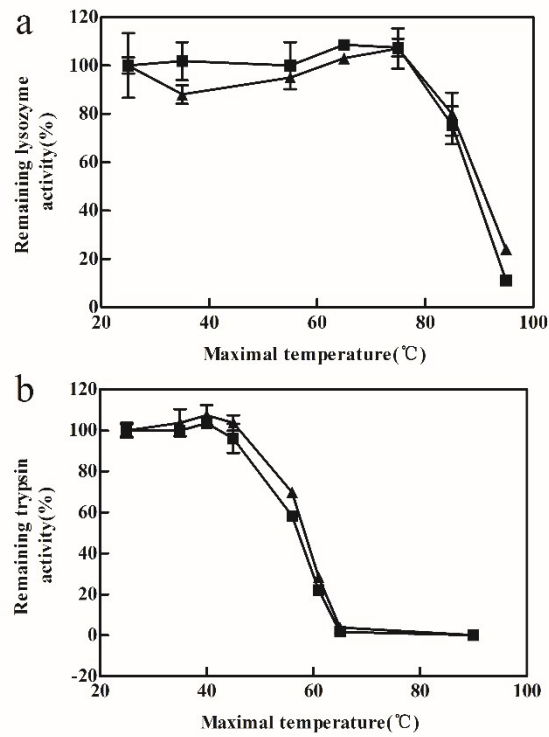 a
120
100
80
60
40
20
0
Remaining lysozyme
activity(%)
20 40 60 80 100
Maximal temperature(℃)
b
120
100
80
60
40
20
0
-20
Remaining trypsin
activity(%)
20 40 60 80 100
Maximal temperature(℃)